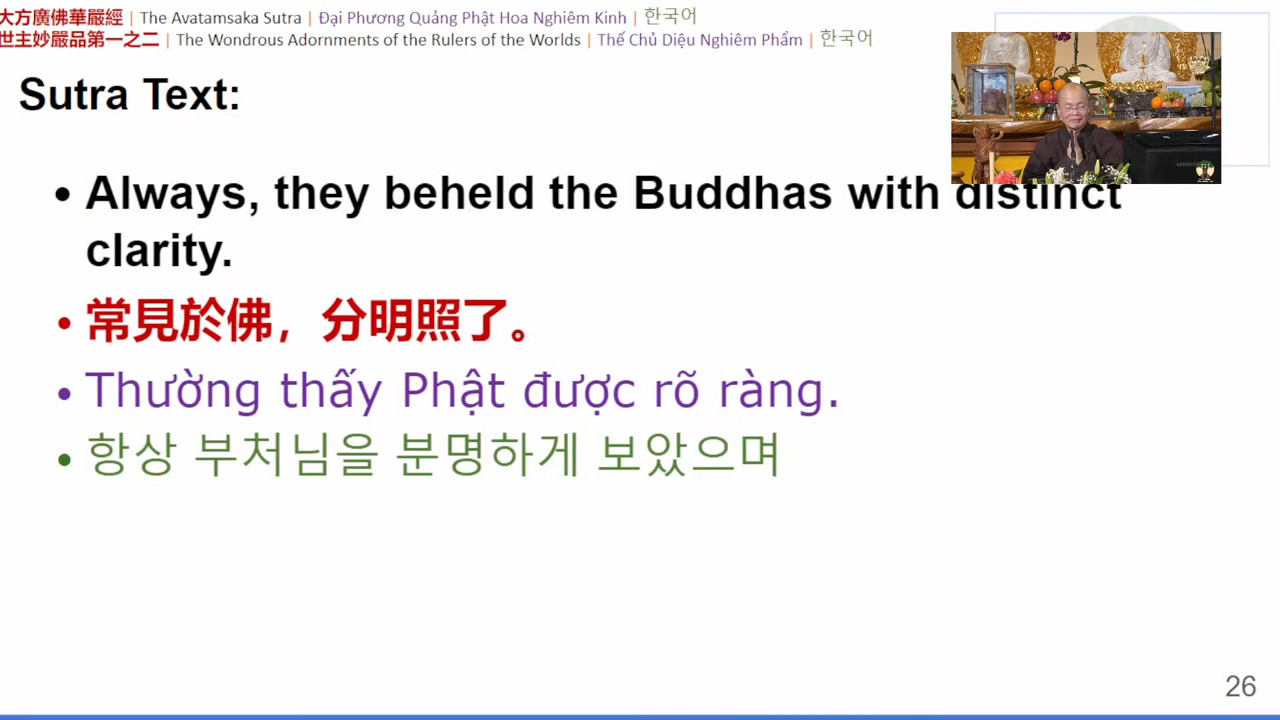 大方廣佛華嚴經 | The Avatamsaka Sutra | Đại Phương Quảng Phật Hoa Nghiêm Kinh | 한국어
世主妙嚴品第一之二 | The Wondrous Adornments of the Rulers of the Worlds | Thế Chủ Diệu Nghiêm Phẩm | 한국어
Sutra Text:
• Always, they beheld the Buddhas with distinct
clarity.
• 常見於佛，分明照了。
• Thường thấy Phật được rõ ràng.
• 항상 부처님을 분명하게 보았으며
26